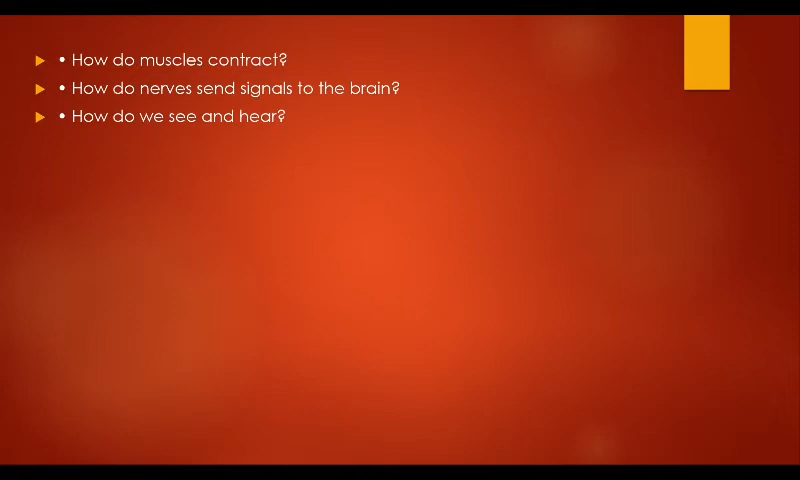 • How do muscles contract?
• How do nerves send signals to the brain?
• How do we see and hear?